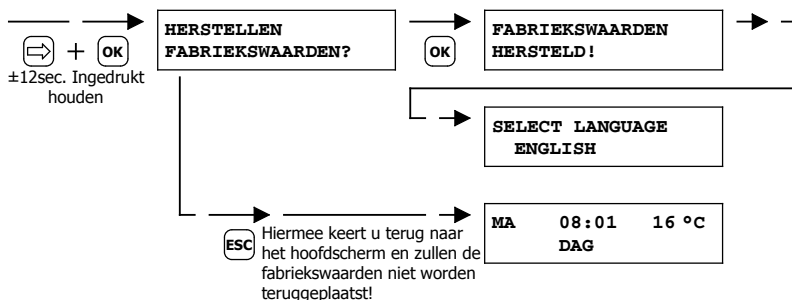 HERSTELLEN
FABRIEKSWAARDEN?
FABRIEKSWAARDEN
HERSTELD!
+ OK
OK
±12sec. Ingedrukt
houden
SELECT LANGUAGE
ENGLISH
MA 08:01 16 °C
DAG
ESC
Hiermee keert u terug naar
het hoofdscherm en zullen de
fabriekswaarden niet worden
teruggeplaatst!